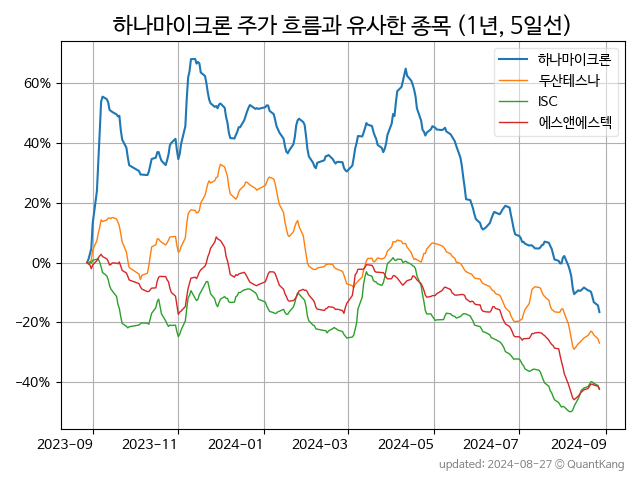 하나마이크론 주가 흐름과 유사한 종목 (1년, 5일선)
하나마이크론
두산테스나
ISC
에스앤에스텍
60%
40%
20%
0%
−20%
−40%
2023-09 2023-11 2024-01 2024-03 2024-05 2024-07 2024-09
updated: 2024-08-27 © QuantKang